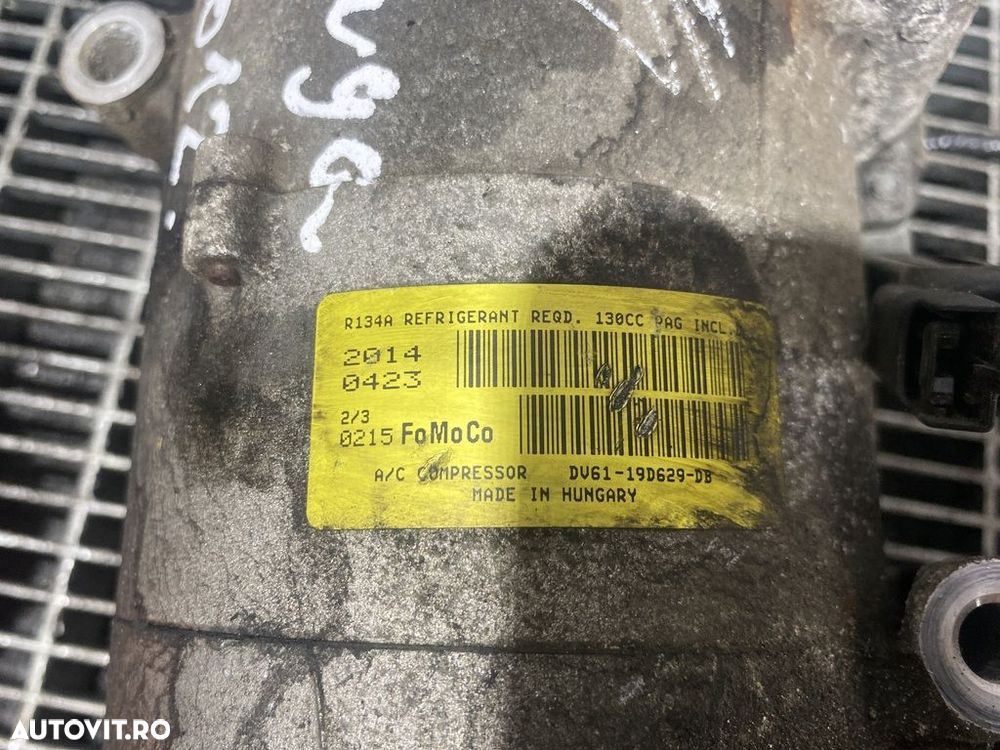 R134A REFRIGERANT REQD. 130CC PAG INCL.
2014
0423
2/3
0215 FoMoCo
A/C COMPRESSOR DV61-19D629-DB
MADE IN HUNGARY
AUTOVIT.RO